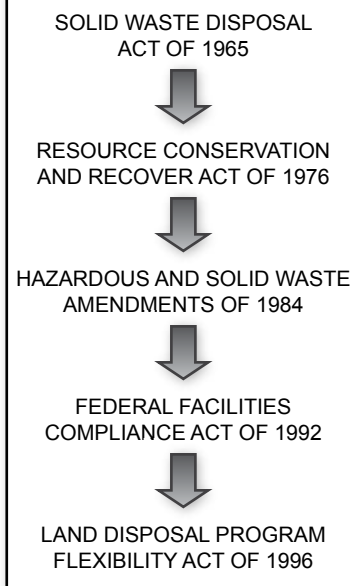 SOLID WASTE DISPOSAL
ACT OF 1965
RESOURCE CONSERVATION
AND RECOVER ACT OF 1976
HAZARDOUS AND SOLID WASTE
AMENDMENTS OF 1984
FEDERAL FACILITIES
COMPLIANCE ACT OF 1992
LAND DISPOSAL PROGRAM
FLEXIBILITY ACT OF 1996